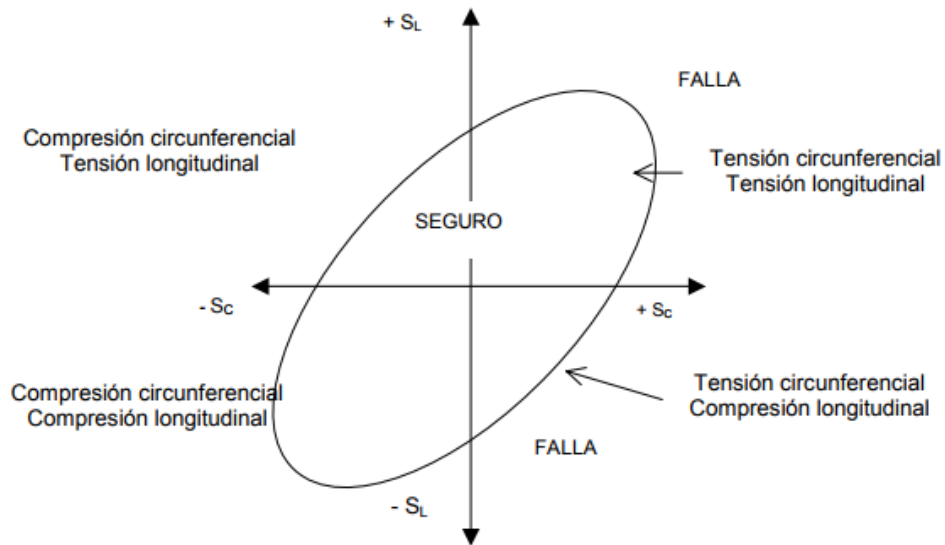 + SL
FALLA
Compresión circunferencial
Tensión longitudinal
Tensión circunferencial
Tensión longitudinal
SEGURO
- Sc
+ Sc
Compresión circunferencial
Compresión longitudinal
Tensión circunferencial
Compresión longitudinal
FALLA
- SL